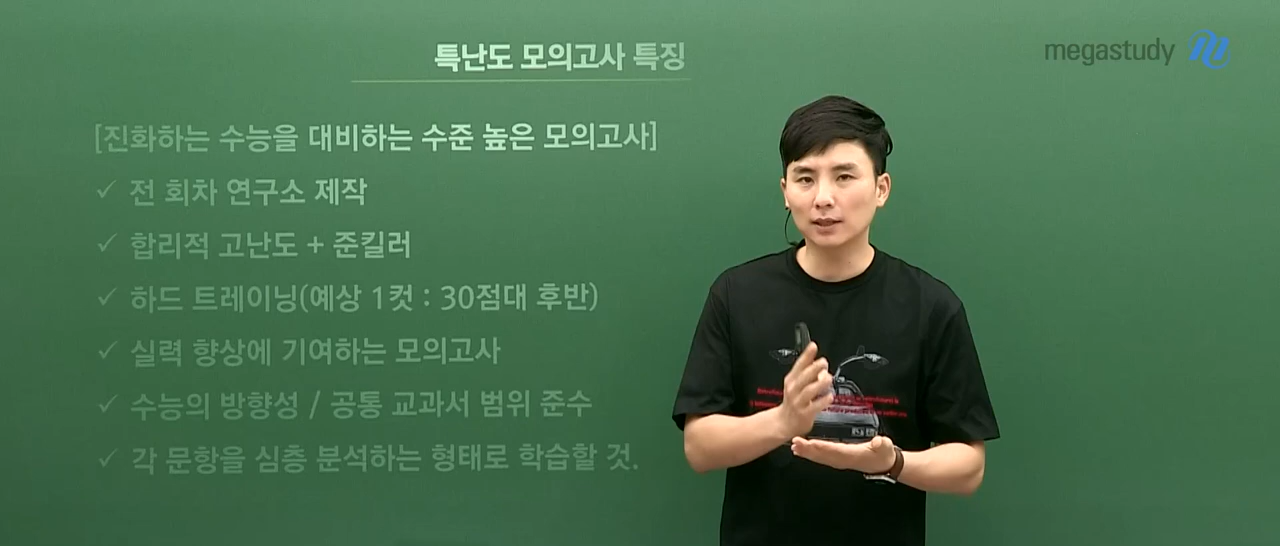 특난도 모의고사 특징
megastudy
[진화하는 수능을 대비하는 수준 높은 모의고사]
✓ 전 회차 연구소 제작
✓ 합리적 고난도 + 준킬러
✓ 하드 트레이닝(예상 1컷 : 30점대 후반)
✓ 실력 향상에 기여하는 모의고사
✓ 수능의 방향성 / 공통 교과서 범위 준수
✓ 각 문항을 심층 분석하는 형태로 학습할 것.